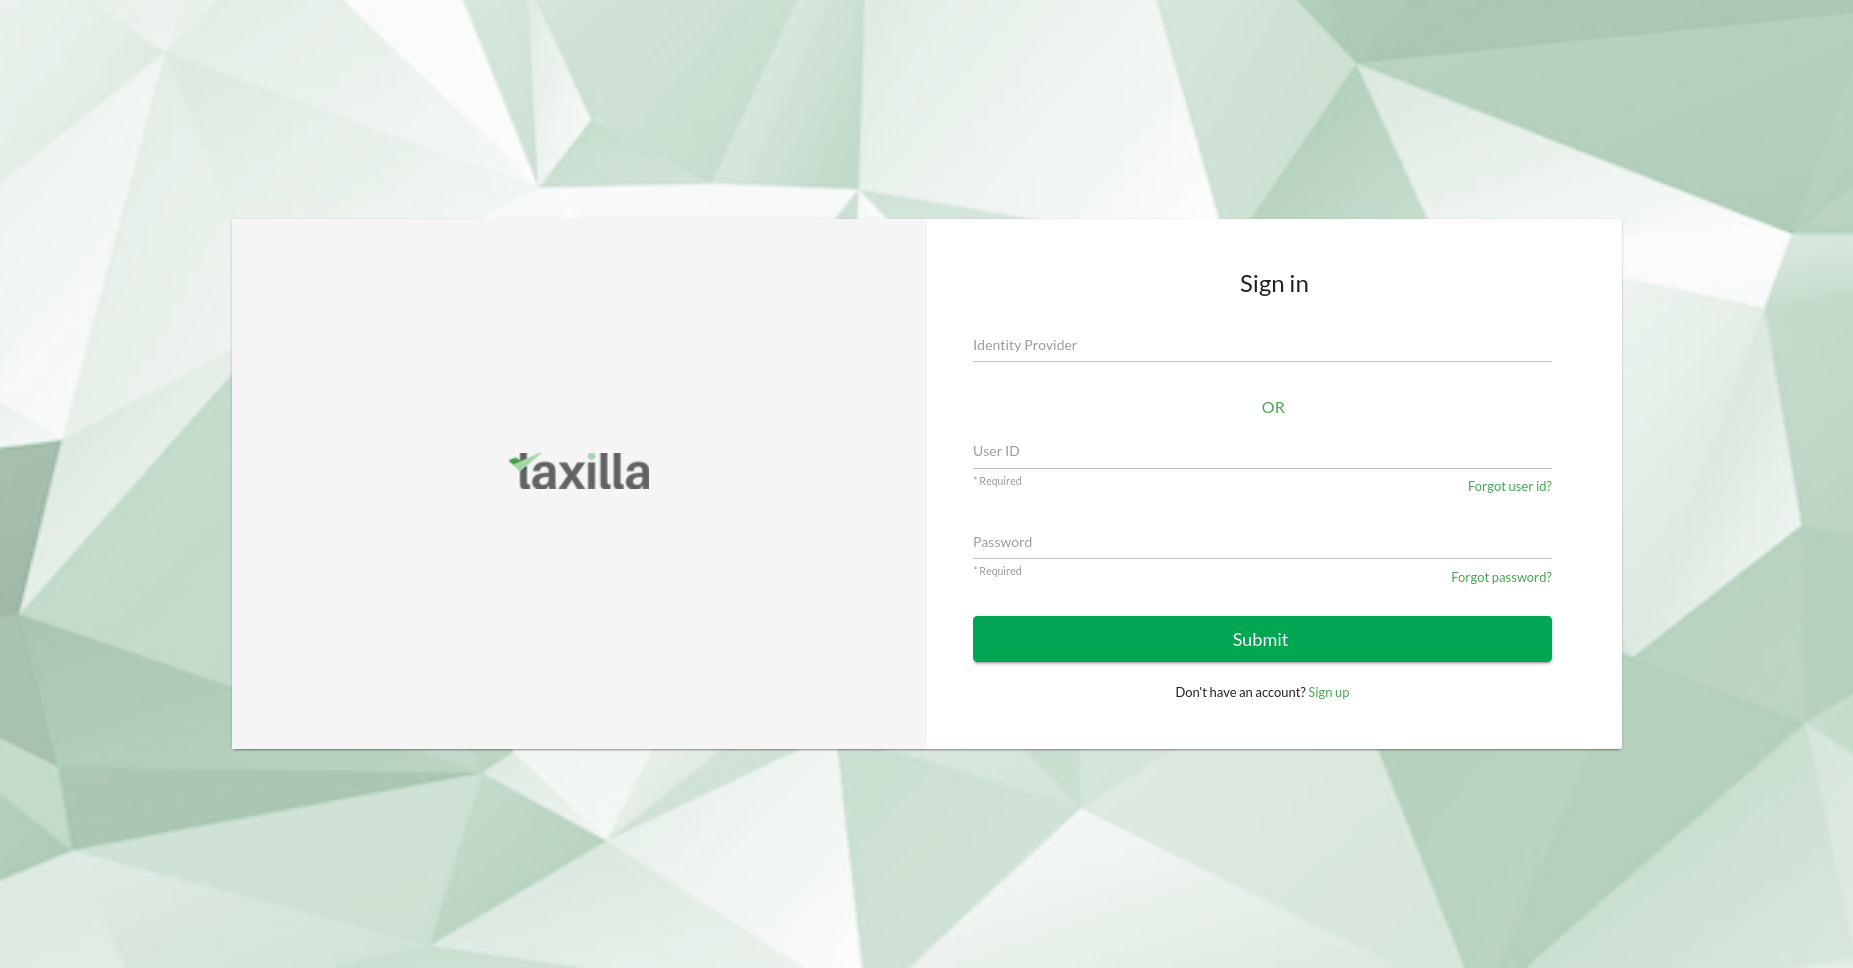 taxilla
Sign in
Identity Provider
OR
User ID
* Required
Forgot user id?
Password
* Required
Forgot password?
Submit
Don't have an account? Sign up